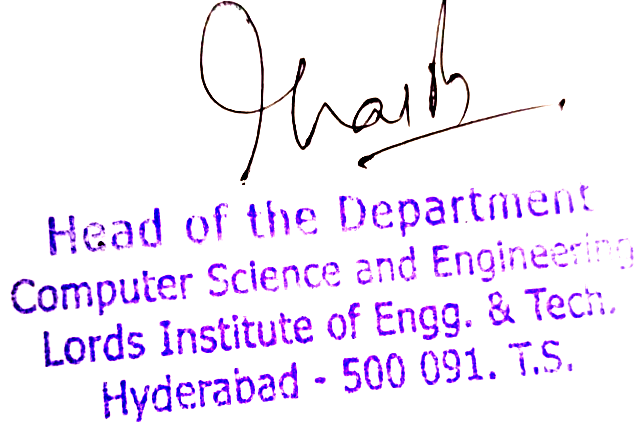 Head of the Department
Computer Science and Engineering
Lords Institute of Engg. & Tech.
Hyderabad - 500 091. T.S.